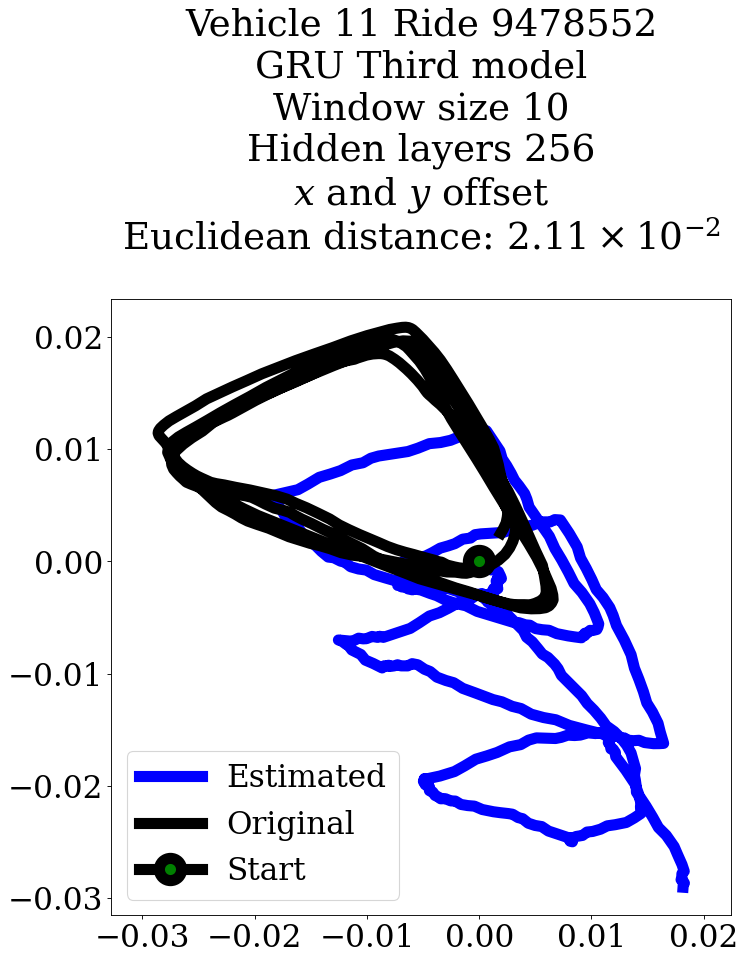 Vehicle 11 Ride 9478552
GRU Third model
Window size 10
Hidden layers 256
x and y offset
Euclidean distance: 2.11 × 10⁻²
0.02
0.01
0.00
−0.01
−0.02
−0.03
Estimated
Original
Start
−0.03 −0.02 −0.01 0.00 0.01 0.02